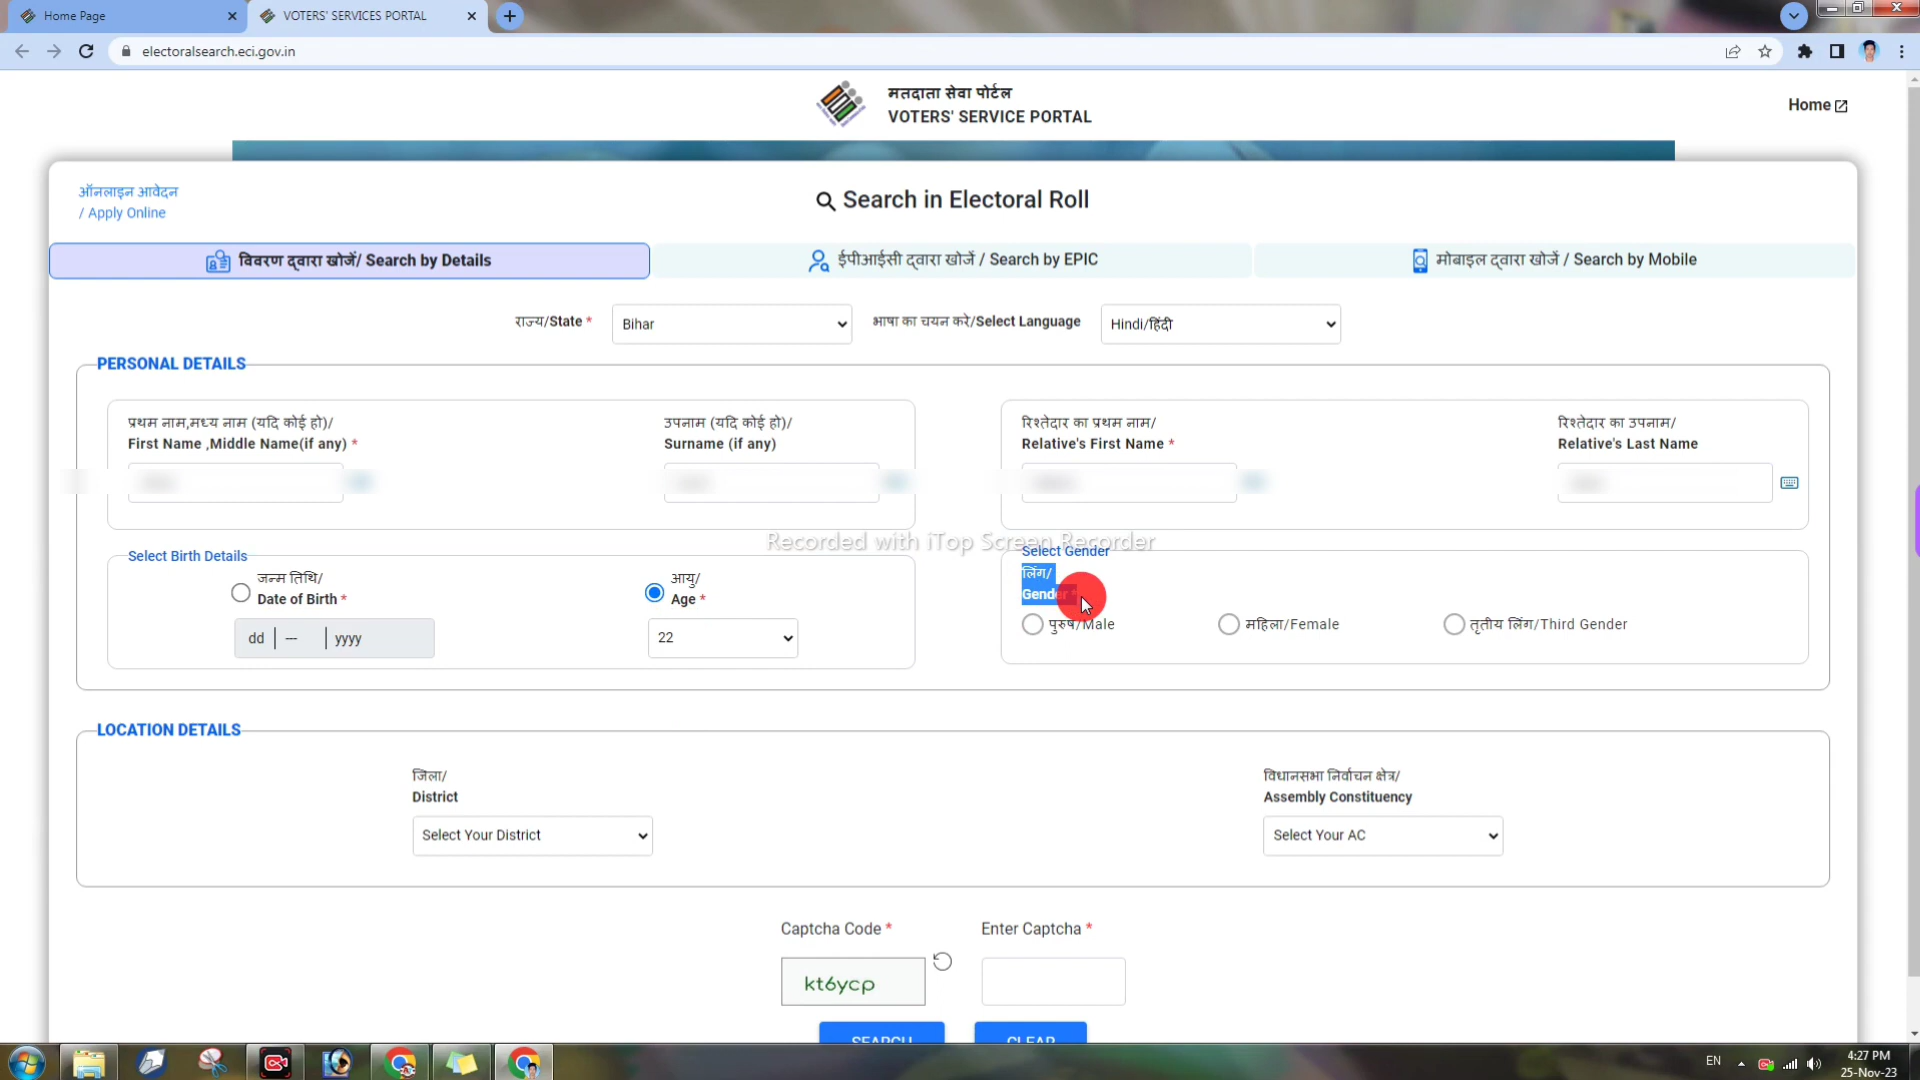 Home Page
VOTERS' SERVICES PORTAL
electoralsearch.eci.gov.in
मतदाता सेवा पोर्टल
VOTERS' SERVICE PORTAL
Home
ऑनलाइन आवेदन
/ Apply Online
Search in Electoral Roll
विवरण द्वारा खोजें/ Search by Details
ईपीआईसी द्वारा खोजें / Search by EPIC
मोबाइल द्वारा खोजें / Search by Mobile
राज्य/State *
Bihar
भाषा का चयन करे/Select Language
Hindi/हिंदी
PERSONAL DETAILS
प्रथम नाम,मध्य नाम (यदि कोई हो)/
First Name ,Middle Name(if any) *
उपनाम (यदि कोई हो)/
Surname (if any)
रिश्तेदार का प्रथम नाम/
Relative's First Name *
रिश्तेदार का उपनाम/
Relative's Last Name
Recorded with iTop Screen Recorder
Select Birth Details
जन्म तिथि/
Date of Birth *
dd --- yyyy
आयु/
Age *
22
Select Gender
लिंग/
Gender *
पुरुष/Male
महिला/Female
तृतीय लिंग/Third Gender
LOCATION DETAILS
जिला/
District
Select Your District
विधानसभा निर्वाचन क्षेत्र/
Assembly Constituency
Select Your AC
Captcha Code *
Enter Captcha *
kt6ycp
SEARCH
CLEAR
EN
4:27 PM
25-Nov-23